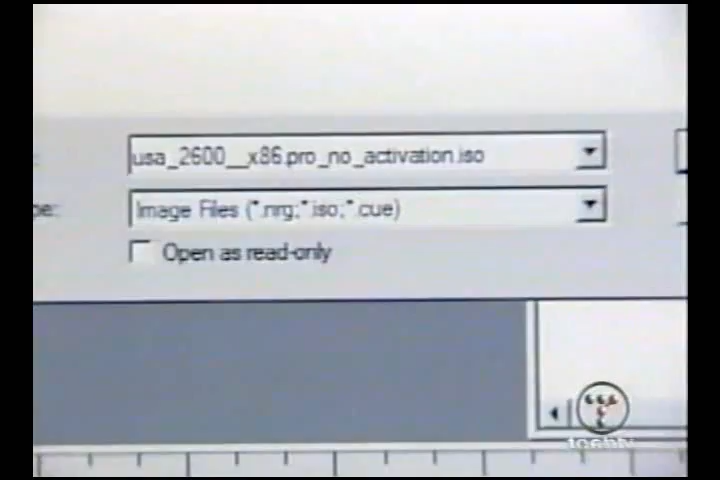 usa_2600__x86.pro_no_activation.iso
pe: Image Files (*.nrg;*.iso;*.cue)
Open as read-only
techtv